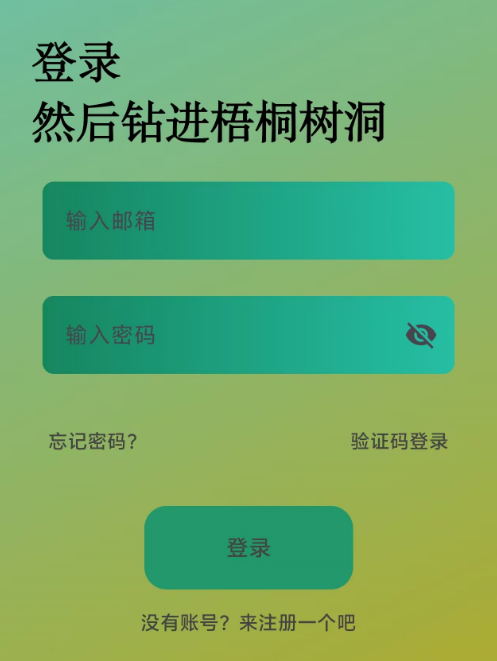 登录
然后钻进梧桐树洞
输入邮箱
输入密码
忘记密码？
验证码登录
登录
没有账号？来注册一个吧